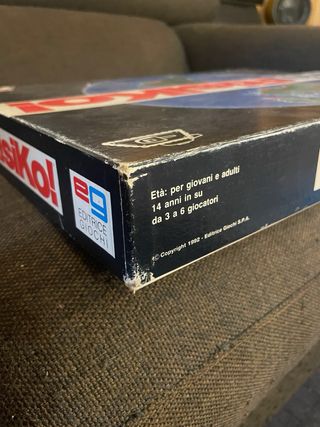 siKo!
eg
EDITRICE
GIOCHI
Età: per giovani e adulti
14 anni in su
da 3 a 6 giocatori
© Copyright 1992 - Editrice Giochi S.P.A.